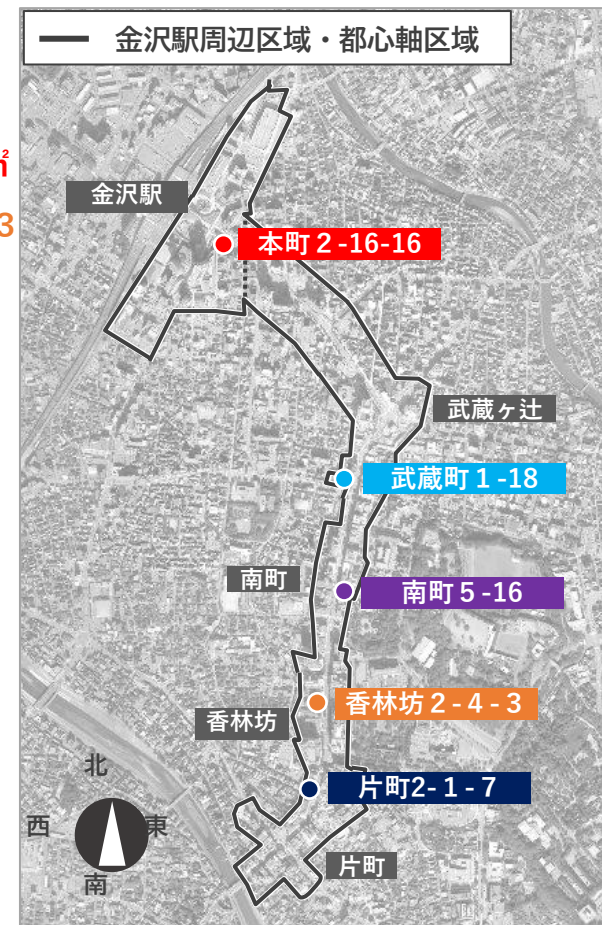 金沢駅周辺区域・都心軸区域
㎡
3
金沢駅
本町２-16-16
武蔵ヶ辻
武蔵町１-18
南町
南町５-16
香林坊２-４-３
香林坊
片町2-１-７
北
西 東
南
片町